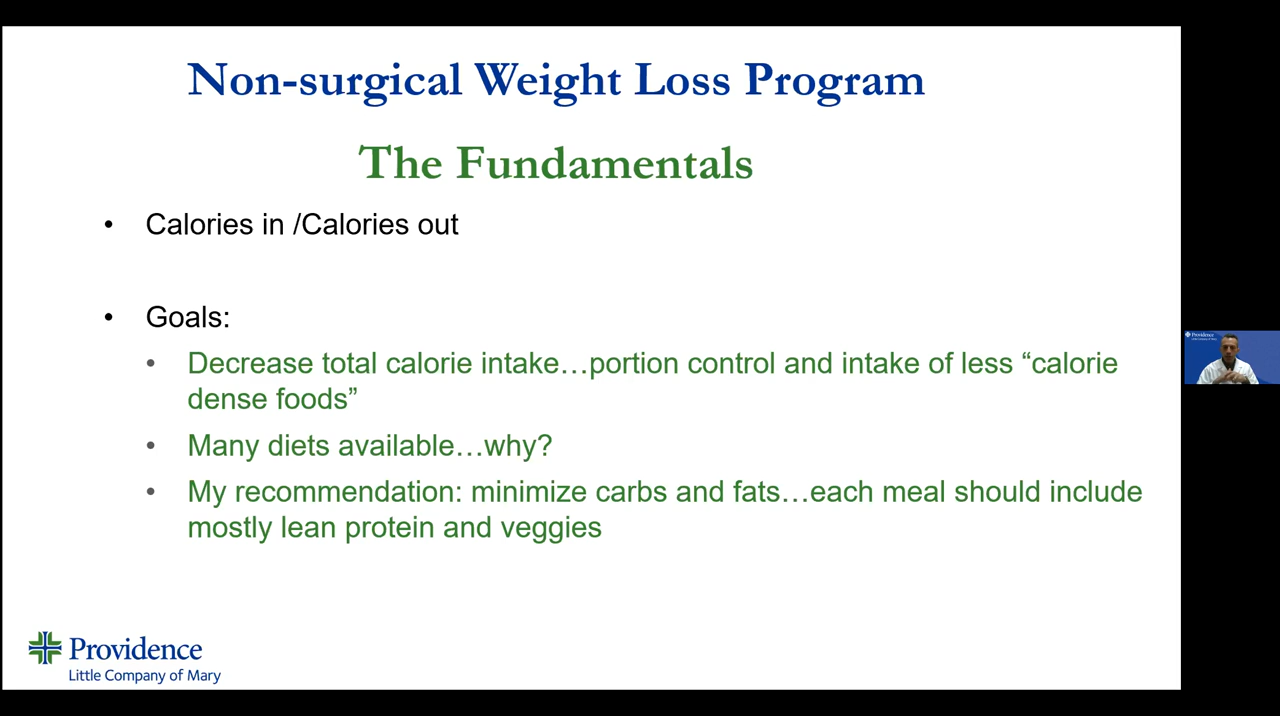 Non-surgical Weight Loss Program
The Fundamentals
• Calories in /Calories out
• Goals:
• Decrease total calorie intake…portion control and intake of less “calorie
dense foods”
• Many diets available…why?
• My recommendation: minimize carbs and fats…each meal should include
mostly lean protein and veggies
Providence
Little Company of Mary
Providence